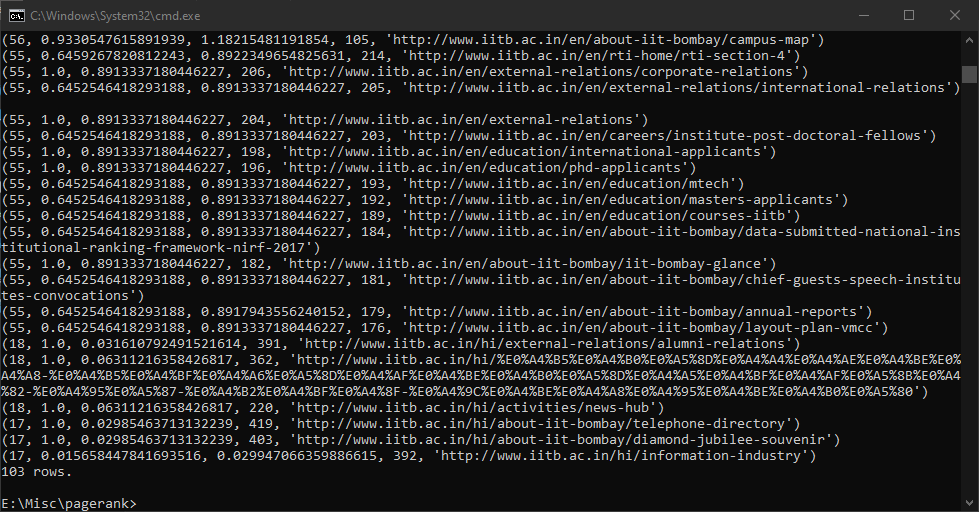 C:\Windows\System32\cmd.exe
(56, 0.9330547615891939, 1.18215481191854, 105, 'http://www.iitb.ac.in/en/about-iit-bombay/campus-map')
(55, 0.6459267820812243, 0.8922349654825631, 214, 'http://www.iitb.ac.in/en/rti-home/rti-section-4')
(55, 1.0, 0.8913337180446227, 206, 'http://www.iitb.ac.in/en/external-relations/corporate-relations')
(55, 0.6452546418293188, 0.8913337180446227, 205, 'http://www.iitb.ac.in/en/external-relations/international-relations')
(55, 1.0, 0.8913337180446227, 204, 'http://www.iitb.ac.in/en/external-relations')
(55, 0.6452546418293188, 0.8913337180446227, 203, 'http://www.iitb.ac.in/en/careers/institute-post-doctoral-fellows')
(55, 1.0, 0.8913337180446227, 198, 'http://www.iitb.ac.in/en/education/international-applicants')
(55, 1.0, 0.8913337180446227, 196, 'http://www.iitb.ac.in/en/education/phd-applicants')
(55, 0.6452546418293188, 0.8913337180446227, 193, 'http://www.iitb.ac.in/en/education/mtech')
(55, 0.6452546418293188, 0.8913337180446227, 192, 'http://www.iitb.ac.in/en/education/masters-applicants')
(55, 0.6452546418293188, 0.8913337180446227, 189, 'http://www.iitb.ac.in/en/education/courses-iitb')
(55, 0.6452546418293188, 0.8913337180446227, 184, 'http://www.iitb.ac.in/en/about-iit-bombay/data-submitted-national-ins
titutional-ranking-framework-nirf-2017')
(55, 1.0, 0.8913337180446227, 182, 'http://www.iitb.ac.in/en/about-iit-bombay/iit-bombay-glance')
(55, 0.6452546418293188, 0.8913337180446227, 181, 'http://www.iitb.ac.in/en/about-iit-bombay/chief-guests-speech-institu
tes-convocations')
(55, 0.6452546418293188, 0.8917943556240152, 179, 'http://www.iitb.ac.in/en/about-iit-bombay/annual-reports')
(55, 0.6452546418293188, 0.8913337180446227, 176, 'http://www.iitb.ac.in/en/about-iit-bombay/layout-plan-vmcc')
(18, 1.0, 0.031610792491521614, 391, 'http://www.iitb.ac.in/hi/external-relations/alumni-relations')
(18, 1.0, 0.06311216358426817, 362, 'http://www.iitb.ac.in/hi/%E0%A4%B5%E0%A4%B0%E0%A5%8D%E0%A4%A4%E0%A4%AE%E0%A4%BE%E0%
A4%A8-%E0%A4%B5%E0%A4%BF%E0%A4%A6%E0%A5%8D%E0%A4%AF%E0%A4%BE%E0%A4%B0%E0%A5%8D%E0%A4%A5%E0%A4%BF%E0%A4%AF%E0%A5%8B%E0%A4
%82-%E0%A4%95%E0%A5%87-%E0%A4%B2%E0%A4%BF%E0%A4%8F-%E0%A4%9C%E0%A4%BE%E0%A4%A8%E0%A4%95%E0%A4%BE%E0%A4%B0%E0%A5%80')
(18, 1.0, 0.06311216358426817, 220, 'http://www.iitb.ac.in/hi/activities/news-hub')
(17, 1.0, 0.02985463713132239, 419, 'http://www.iitb.ac.in/hi/about-iit-bombay/telephone-directory')
(17, 1.0, 0.02985463713132239, 403, 'http://www.iitb.ac.in/hi/about-iit-bombay/diamond-jubilee-souvenir')
(17, 0.015658447841693516, 0.029947066359886615, 392, 'http://www.iitb.ac.in/hi/information-industry')
103 rows.
E:\Misc\pagerank>